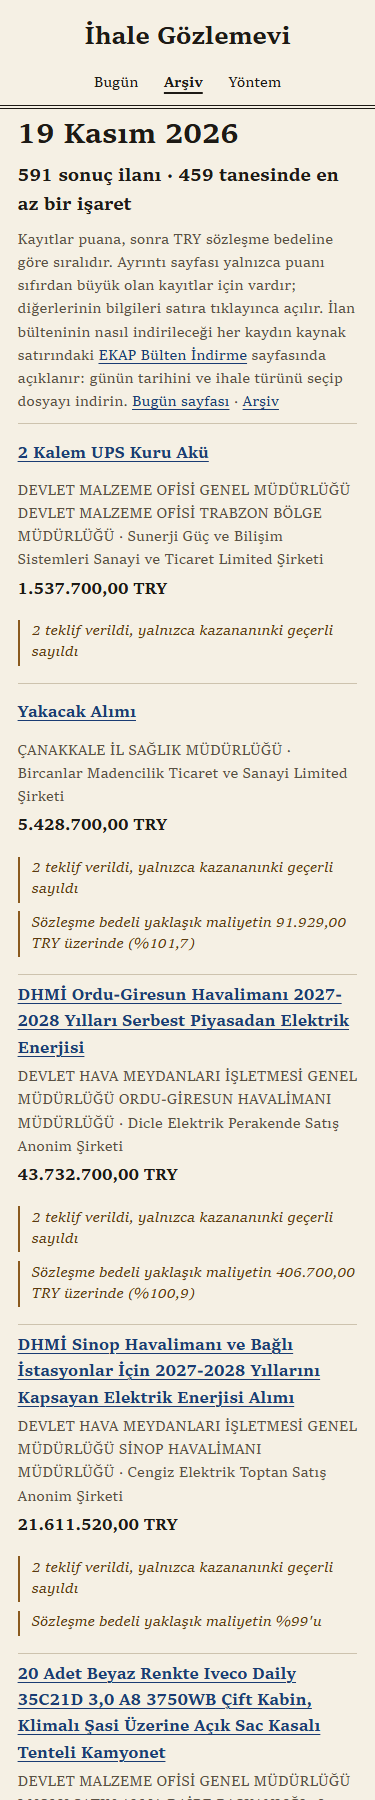 İhale Gözlemevi
Bugün Arşiv Yöntem
19 Kasım 2026
591 sonuç ilanı · 459 tanesinde en
az bir işaret
Kayıtlar puana, sonra TRY sözleşme bedeline
göre sıralıdır. Ayrıntı sayfası yalnızca puanı
sıfırdan büyük olan kayıtlar için vardır;
diğerlerinin bilgileri satıra tıklayınca açılır. İlan
bülteninin nasıl indirileceği her kaydın kaynak
satırındaki EKAP Bülten İndirme sayfasında
açıklanır: günün tarihini ve ihale türünü seçip
dosyayı indirin. Bugün sayfası · Arşiv
2 Kalem UPS Kuru Akü
DEVLET MALZEME OFİSİ GENEL MÜDÜRLÜĞÜ
DEVLET MALZEME OFİSİ TRABZON BÖLGE
MÜDÜRLÜĞÜ · Sunerji Güç ve Bilişim
Sistemleri Sanayi ve Ticaret Limited Şirketi
1.537.700,00 TRY
2 teklif verildi, yalnızca kazananınki geçerli
sayıldı
Yakacak Alımı
ÇANAKKALE İL SAĞLIK MÜDÜRLÜĞÜ ·
Bircanlar Madencilik Ticaret ve Sanayi Limited
Şirketi
5.428.700,00 TRY
2 teklif verildi, yalnızca kazananınki geçerli
sayıldı
Sözleşme bedeli yaklaşık maliyetin 91.929,00
TRY üzerinde (%101,7)
DHMİ Ordu-Giresun Havalimanı 2027-
2028 Yılları Serbest Piyasadan Elektrik
Enerjisi
DEVLET HAVA MEYDANLARI İŞLETMESİ GENEL
MÜDÜRLÜĞÜ ORDU-GİRESUN HAVALİMANI
MÜDÜRLÜĞÜ · Dicle Elektrik Perakende Satış
Anonim Şirketi
43.732.700,00 TRY
2 teklif verildi, yalnızca kazananınki geçerli
sayıldı
Sözleşme bedeli yaklaşık maliyetin 406.700,00
TRY üzerinde (%100,9)
DHMİ Sinop Havalimanı ve Bağlı
İstasyonlar İçin 2027-2028 Yıllarını
Kapsayan Elektrik Enerjisi Alımı
DEVLET HAVA MEYDANLARI İŞLETMESİ GENEL
MÜDÜRLÜĞÜ SİNOP HAVALİMANI
MÜDÜRLÜĞÜ · Cengiz Elektrik Toptan Satış
Anonim Şirketi
21.611.520,00 TRY
2 teklif verildi, yalnızca kazananınki geçerli
sayıldı
Sözleşme bedeli yaklaşık maliyetin %99'u
20 Adet Beyaz Renkte Iveco Daily
35C21D 3,0 A8 3750WB Çift Kabin,
Klimalı Şasi Üzerine Açık Sac Kasalı
Tenteli Kamyonet
DEVLET MALZEME OFİSİ GENEL MÜDÜRLÜĞÜ